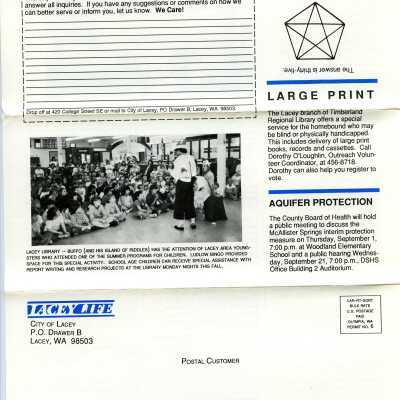 answer all inquiries. If you have any suggestions or comments on how we
can better serve or inform you, let us know. We Care!
Drop off at 420 College Street SE or mail to City of Lacey, PO Drawer B, Lacey, WA 98503
LACEY LIBRARY — BUFFO (AND HIS ISLAND OF RIDDLES) HAS THE ATTENTION OF LACEY AREA YOUNG-
STERS WHO ATTENDED ONE OF THE SUMMER PROGRAMS FOR CHILDREN. LUDLOW BINGO PROVIDED
SPACE FOR THIS SPECIAL ACTIVITY. SCHOOL AGE CHILDREN CAN RECEIVE SPECIAL ASSISTANCE WITH
REPORT WRITING AND RESEARCH PROJECTS AT THE LIBRARY MONDAY NIGHTS THIS FALL.
The answer is thirty-five.
LARGE PRINT
The Lacey branch of Timberland
Regional Library offers a special
service for the homebound who may
be blind or physically handicapped.
This includes delivery of large print
books, records and cassettes. Call
Dorothy O'Loughlin, Outreach Volun-
teer Coordinator, at 456-8718.
Dorothy can also help you register to
vote.
AQUIFER PROTECTION
The County Board of Health will hold
a public meeting to discuss the
McAllister Springs interim protection
measure on Thursday, September 1,
7:00 p.m. at Woodland Elementary
School and a public hearing Wednes-
day, September 21, 7:00 p.m., DSHS
Office Building 2 Auditorium.
LACEY LIFE
CITY OF LACEY
P.O. DRAWER B
LACEY, WA 98503
CAR-RT-SORT
BULK RATE
U.S. POSTAGE
PAID
OLYMPIA, WA
PERMIT NO. 6
POSTAL CUSTOMER